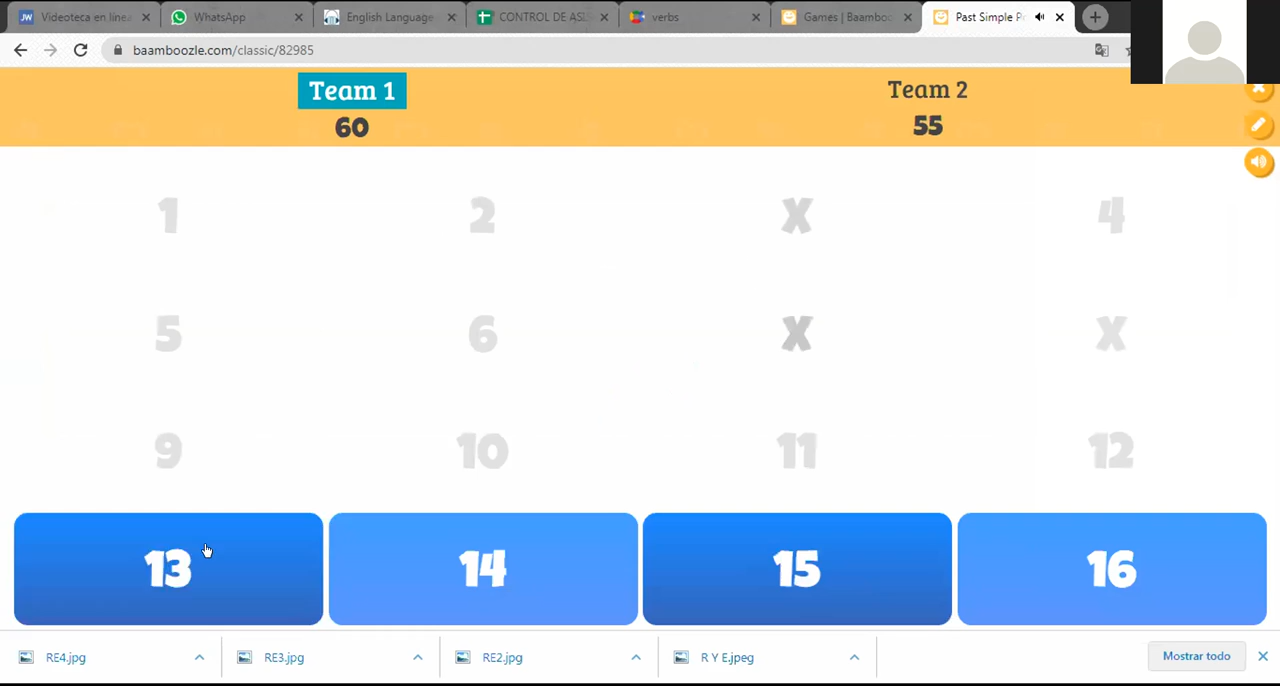 Videoteca en línea
WhatsApp
English Language
CONTROL DE ASIS
verbs
Games | Baamboo
Past Simple Pr
baamboozle.com/classic/82985
Team 1
60
Team 2
55
1 2 X 4
5 6 X X
9 10 11 12
13 14 15 16
RE4.jpg
RE3.jpg
RE2.jpg
R Y E.jpeg
Mostrar todo